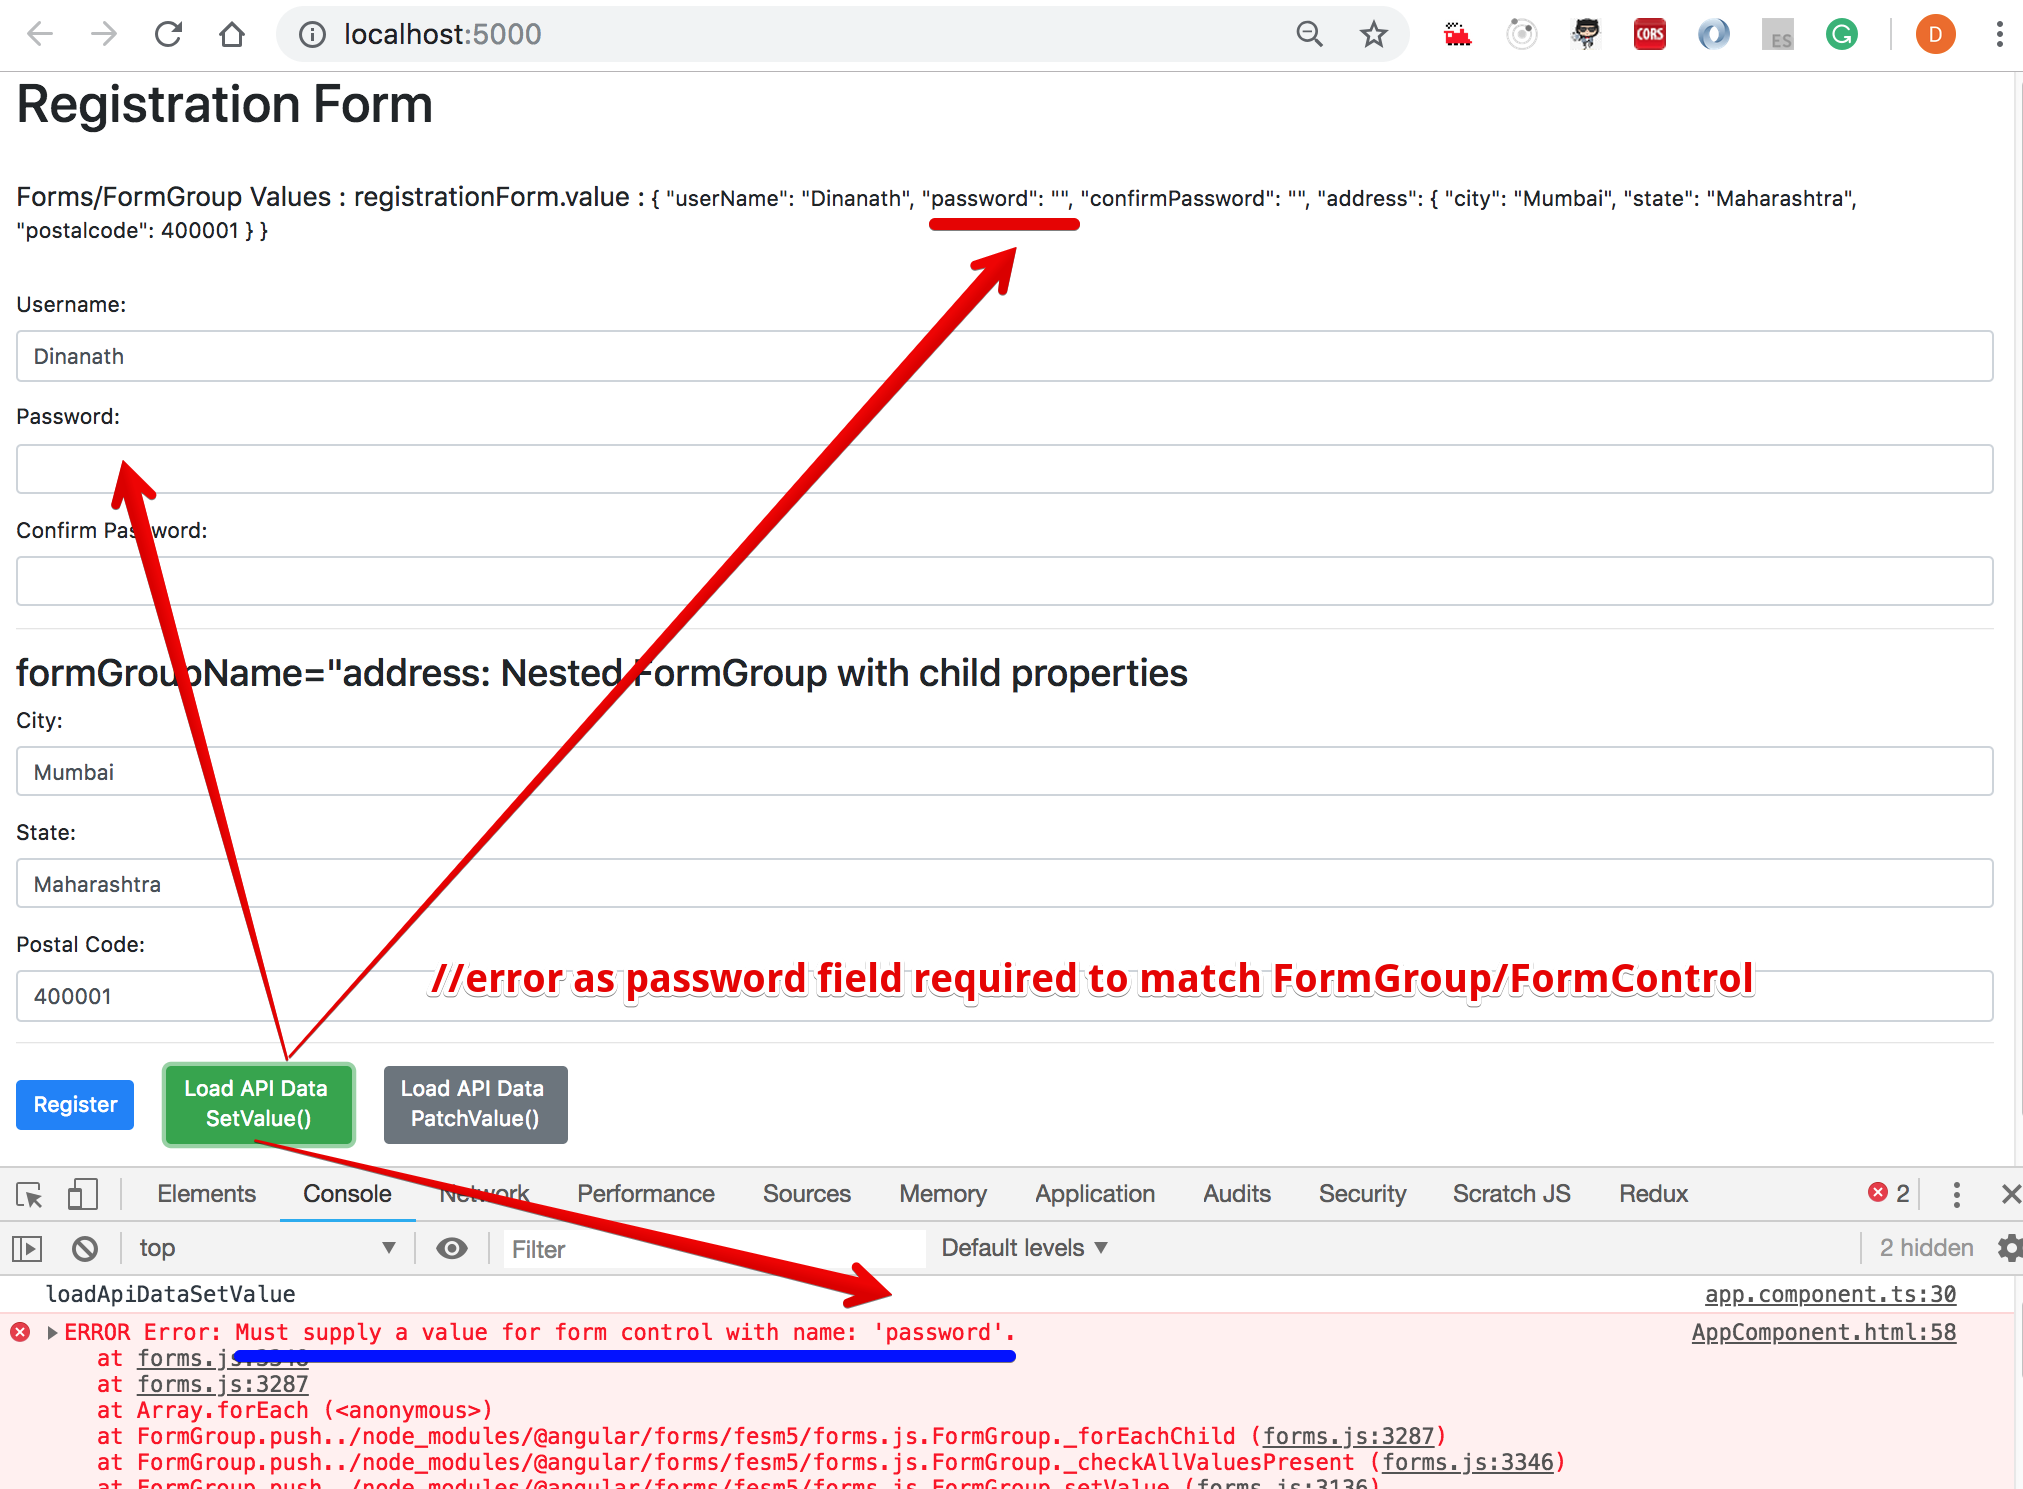 localhost:5000
CORS
ES
G
D
Registration Form
Forms/FormGroup Values : registrationForm.value : { "userName": "Dinanath", "password": "", "confirmPassword": "", "address": { "city": "Mumbai", "state": "Maharashtra",
"postalcode": 400001 } }
Username:
Dinanath
Password:
Confirm Password:
formGroupName="address: Nested FormGroup with child properties
City:
Mumbai
State:
Maharashtra
Postal Code:
400001
//error as password field required to match FormGroup/FormControl
Register
Load API Data
SetValue()
Load API Data
PatchValue()
Elements Console Network Performance Sources Memory Application Audits Security Scratch JS Redux 2
top Filter Default levels 2 hidden
loadApiDataSetValue app.component.ts:30
ERROR Error: Must supply a value for form control with name: 'password'. AppComponent.html:58
at forms.js:3348
at forms.js:3287
at Array.forEach (<anonymous>)
at FormGroup.push../node_modules/@angular/forms/fesm5/forms.js.FormGroup._forEachChild (forms.js:3287)
at FormGroup.push../node_modules/@angular/forms/fesm5/forms.js.FormGroup._checkAllValuesPresent (forms.js:3346)
at FormGroup.push../node_modules/@angular/forms/fesm5/forms.js.FormGroup.setValue (forms.js:3136)